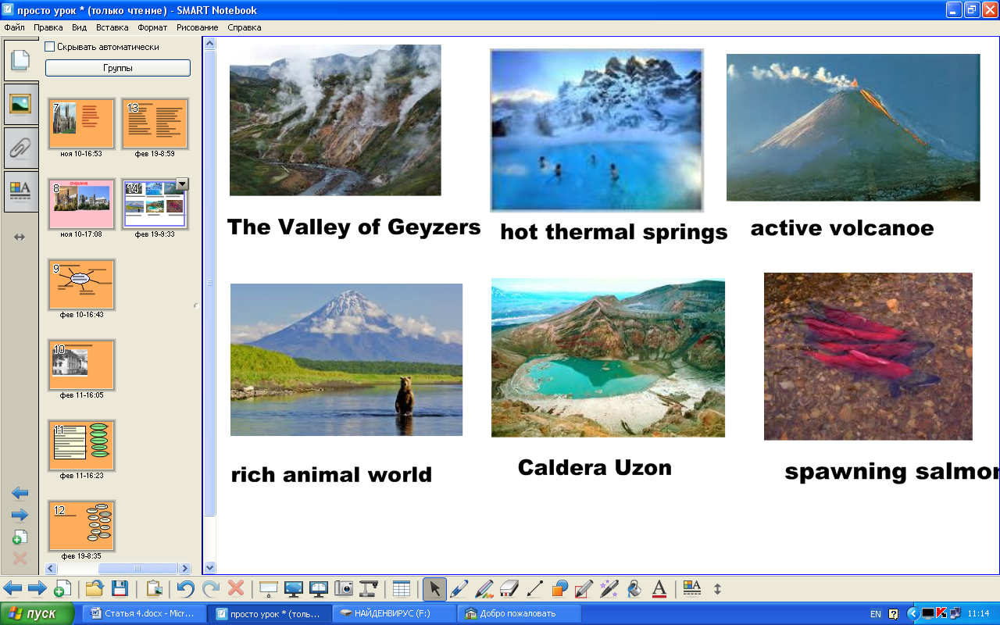 просто урок * (только чтение) - SMART Notebook
Файл Правка Вид Вставка Формат Рисование Справка
Скрывать автоматически
Группы
7
ноя 10-16:53
13
фев 19-8:59
8
ноя 10-17:08
14
фев 19-9:33
9
фев 10-16:43
10
фев 11-16:05
11
фев 11-16:23
12
фев 19-8:35
The Valley of Geyzers
hot thermal springs
active volcanoe
rich animal world
Caldera Uzon
spawning salmon
пуск
Статья 4.docx - Micr...
просто урок * (толь...
НАЙДЕНВИРУС (F:)
Добро пожаловать
EN
11:14